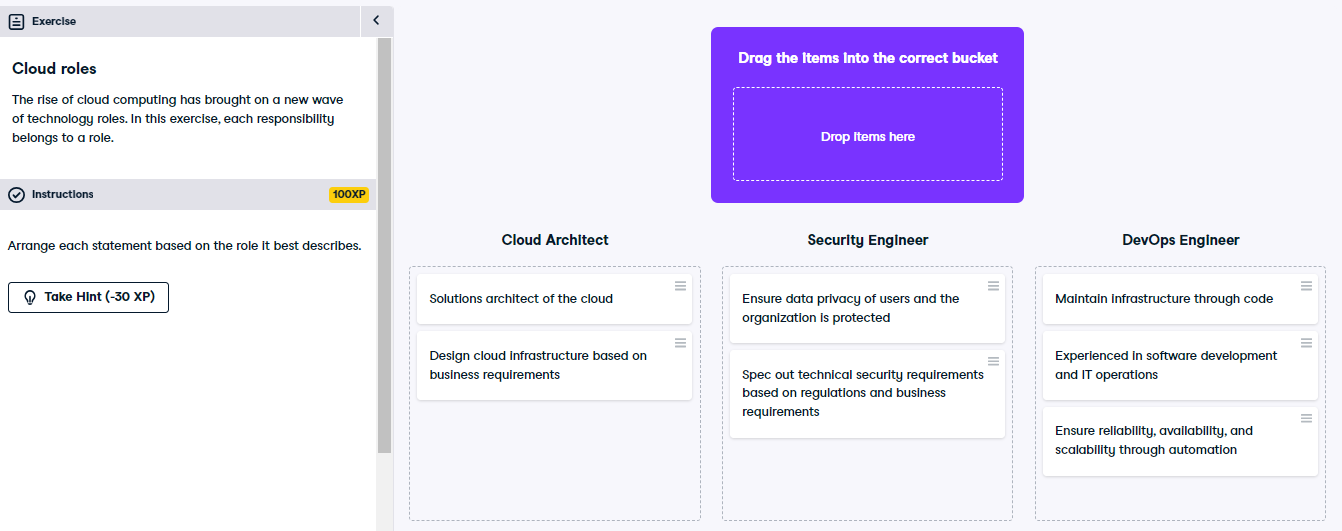 Exercise
Cloud roles
The rise of cloud computing has brought on a new wave
of technology roles. In this exercise, each responsibility
belongs to a role.
Instructions
100XP
Arrange each statement based on the role it best describes.
Take Hint (-30 XP)
Drag the items into the correct bucket
Drop items here
Cloud Architect
Solutions architect of the cloud
Design cloud infrastructure based on
business requirements
Security Engineer
Ensure data privacy of users and the
organization is protected
Spec out technical security requirements
based on regulations and business
requirements
DevOps Engineer
Maintain infrastructure through code
Experienced in software development
and IT operations
Ensure reliability, availability, and
scalability through automation